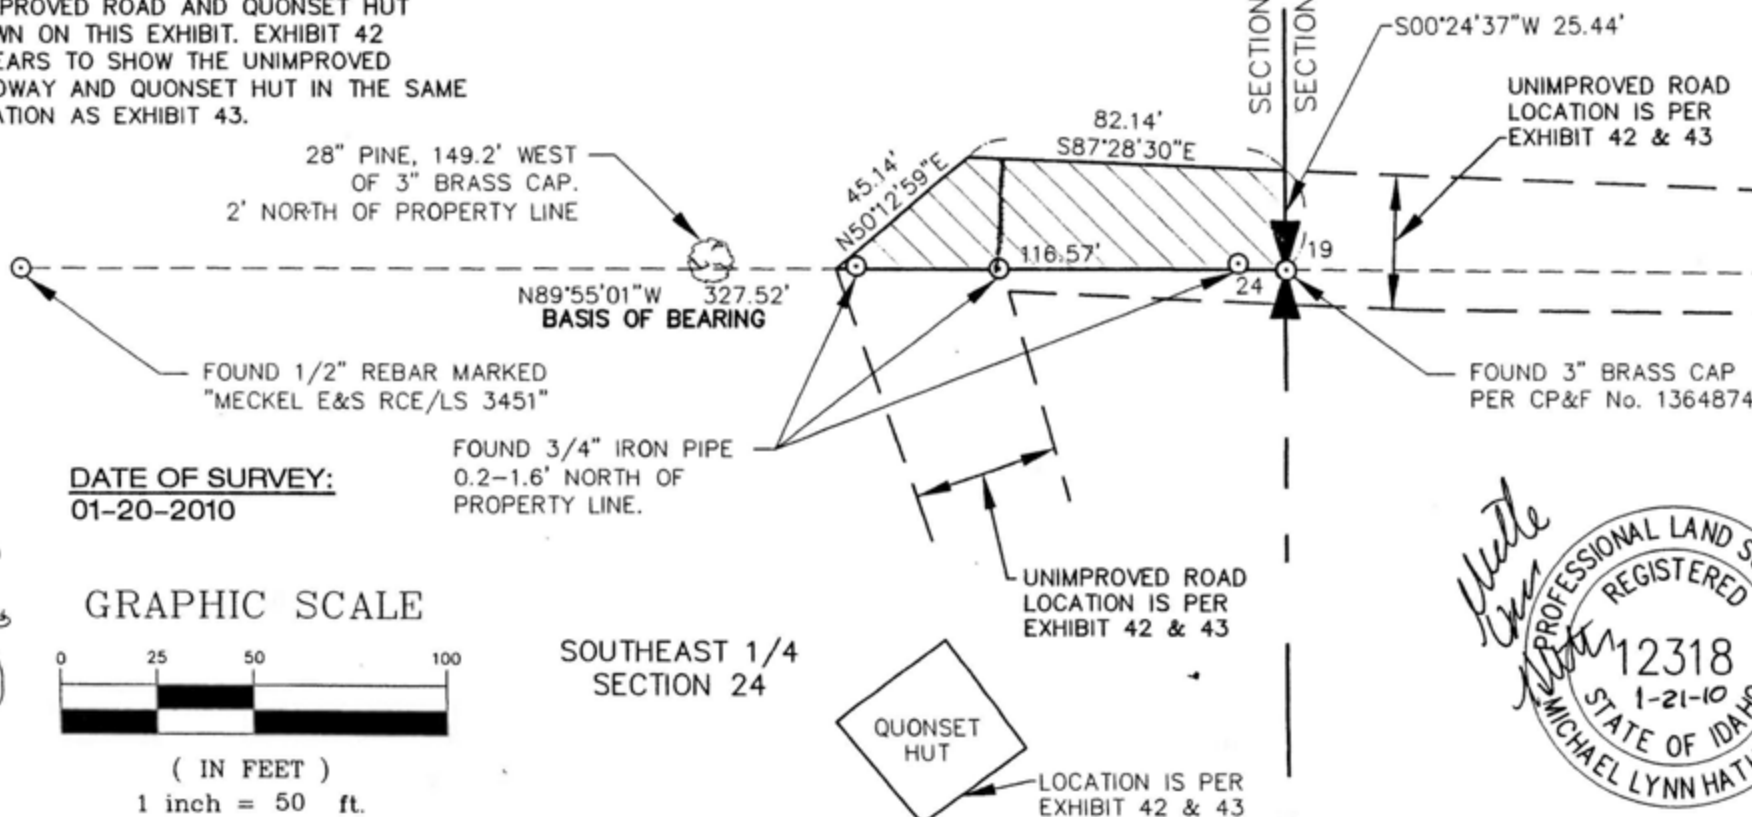 PROVED ROAD AND QUONSET HUT
WN ON THIS EXHIBIT. EXHIBIT 42
EARS TO SHOW THE UNIMPROVED
DWAY AND QUONSET HUT IN THE SAME
ATION AS EXHIBIT 43.
SECTION
SECTION
S00°24'37"W 25.44'
UNIMPROVED ROAD
LOCATION IS PER
EXHIBIT 42 & 43
28" PINE, 149.2' WEST
OF 3" BRASS CAP.
2' NORTH OF PROPERTY LINE
45.14'
N50°12'59"E
82.14'
S87°28'30"E
116.57'
19
24
N89°55'01"W 327.52'
BASIS OF BEARING
FOUND 1/2" REBAR MARKED
"MECKEL E&S RCE/LS 3451"
FOUND 3" BRASS CAP
PER CP&F No. 1364874
FOUND 3/4" IRON PIPE
0.2-1.6' NORTH OF
PROPERTY LINE.
DATE OF SURVEY:
01-20-2010
UNIMPROVED ROAD
LOCATION IS PER
EXHIBIT 42 & 43
GRAPHIC SCALE
0 25 50 100
( IN FEET )
1 inch = 50 ft.
SOUTHEAST 1/4
SECTION 24
QUONSET
HUT
LOCATION IS PER
EXHIBIT 42 & 43
PROFESSIONAL LAND S
REGISTERED
12318
1-21-10
STATE OF IDAHO
MICHAEL LYNN HAT